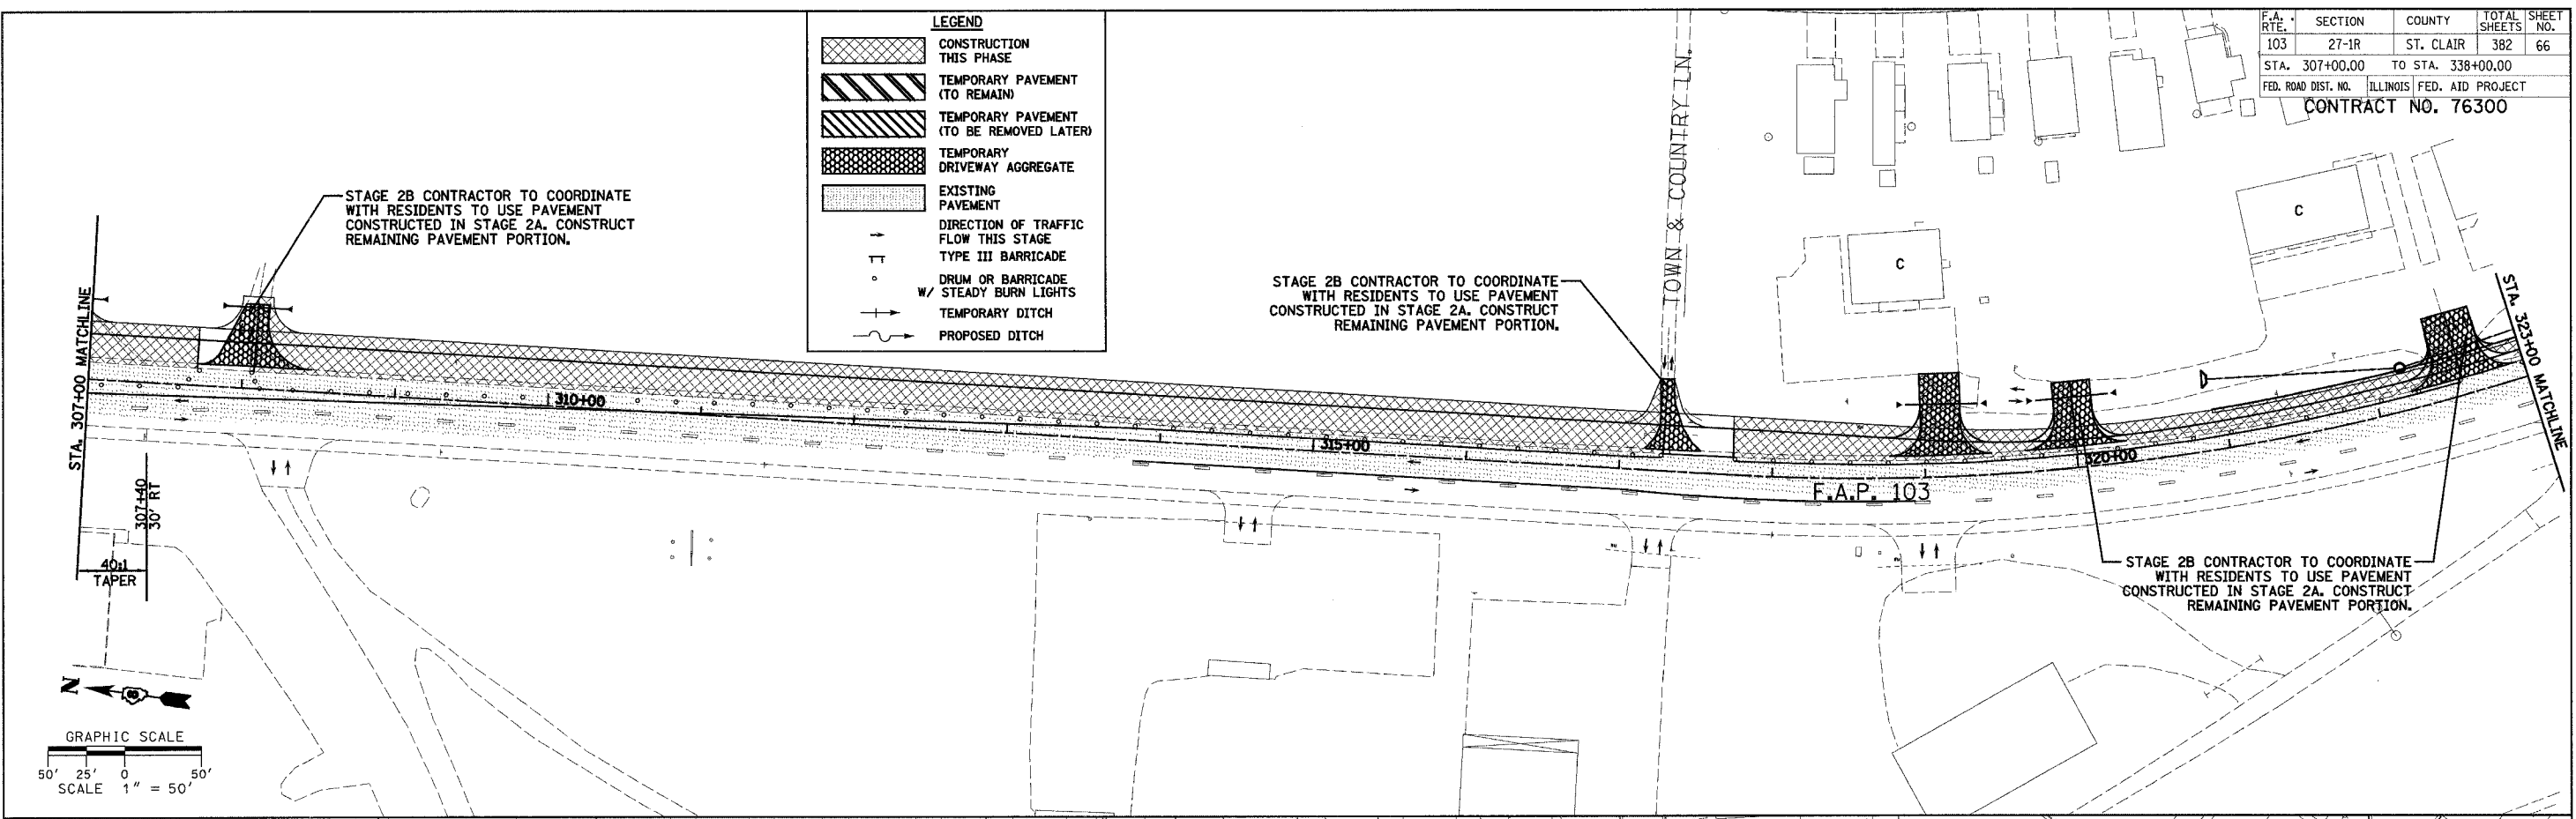 LEGEND
CONSTRUCTION
THIS PHASE
TEMPORARY PAVEMENT
(TO REMAIN)
TEMPORARY PAVEMENT
(TO BE REMOVED LATER)
TEMPORARY
DRIVEWAY AGGREGATE
EXISTING
PAVEMENT
DIRECTION OF TRAFFIC
FLOW THIS STAGE
TYPE III BARRICADE
DRUM OR BARRICADE
W/ STEADY BURN LIGHTS
TEMPORARY DITCH
PROPOSED DITCH
F.A. RTE. SECTION COUNTY TOTAL SHEETS SHEET NO.
103 27-1R ST. CLAIR 382 66
STA. 307+00.00 TO STA. 338+00.00
FED. ROAD DIST. NO. ILLINOIS FED. AID PROJECT
CONTRACT NO. 76300
STAGE 2B CONTRACTOR TO COORDINATE
WITH RESIDENTS TO USE PAVEMENT
CONSTRUCTED IN STAGE 2A. CONSTRUCT
REMAINING PAVEMENT PORTION.
STAGE 2B CONTRACTOR TO COORDINATE
WITH RESIDENTS TO USE PAVEMENT
CONSTRUCTED IN STAGE 2A. CONSTRUCT
REMAINING PAVEMENT PORTION.
TOWN & COUNTRY LN.
C
C
STA. 307+00 MATCHLINE
310+00
315+00
320+00
F.A.P. 103
STA. 323+00 MATCHLINE
307+40
30' RT
40:1
TAPER
STAGE 2B CONTRACTOR TO COORDINATE
WITH RESIDENTS TO USE PAVEMENT
CONSTRUCTED IN STAGE 2A. CONSTRUCT
REMAINING PAVEMENT PORTION.
N
GRAPHIC SCALE
50' 25' 0 50'
SCALE 1" = 50'